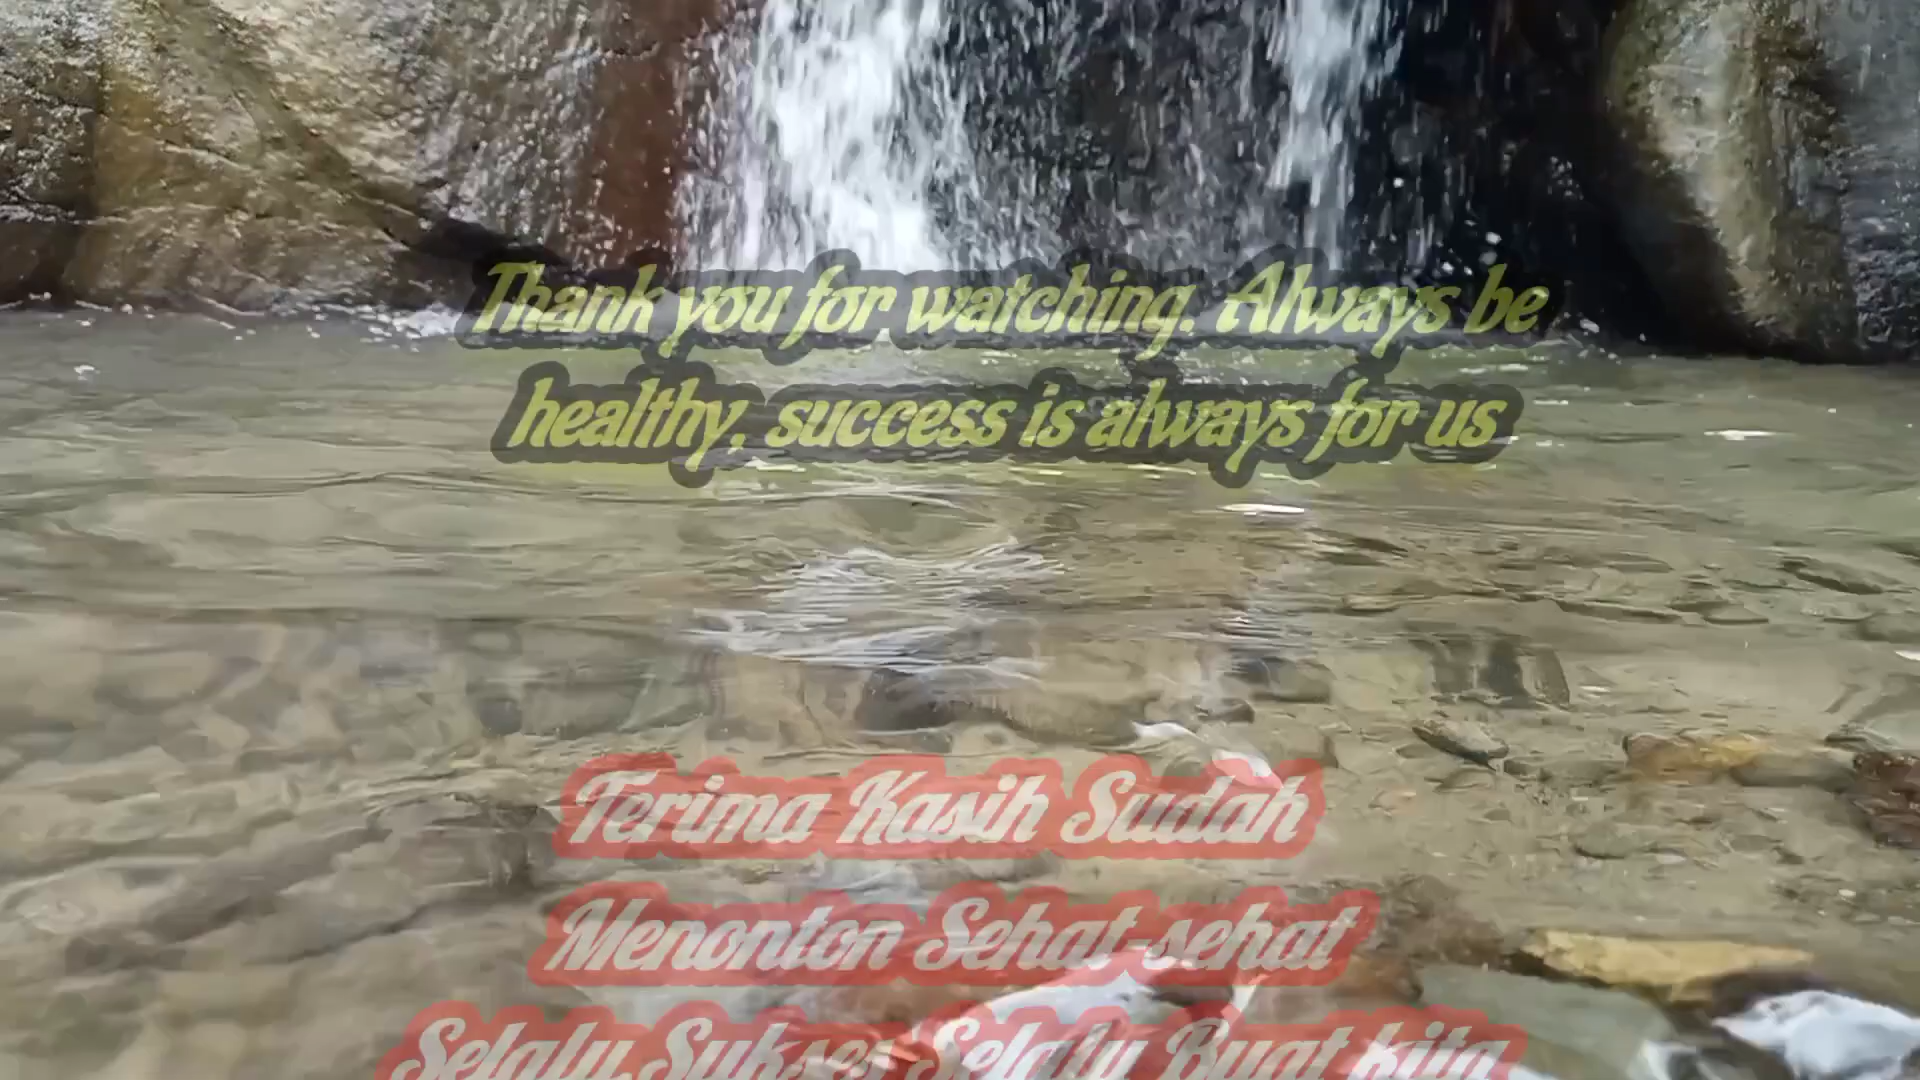 Thank you for watching. Always be
healthy, success is always for us
Terima Kasih Sudah
Menonton Sehat-sehat
Selalu,Sukses Selalu Buat kita